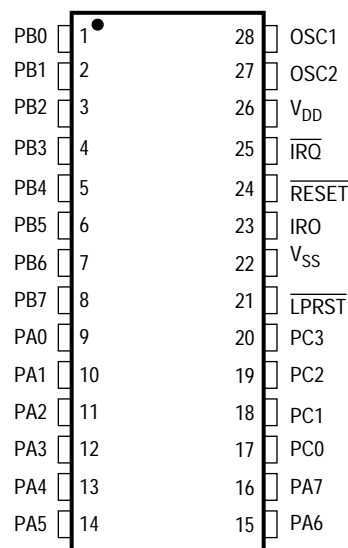 PB0 1 28 OSC1
PB1 2 27 OSC2
PB2 3 26 VDD
PB3 4 25 IRQ
PB4 5 24 RESET
PB5 6 23 IRO
PB6 7 22 VSS
PB7 8 21 LPRST
PA0 9 20 PC3
PA1 10 19 PC2
PA2 11 18 PC1
PA3 12 17 PC0
PA4 13 16 PA7
PA5 14 15 PA6